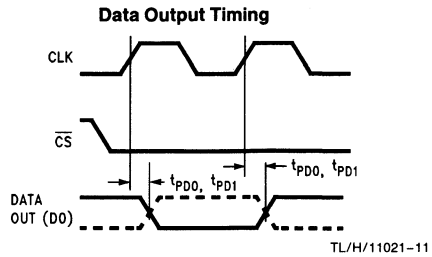 Data Output Timing
CLK
CS
tPD0, tPD1
tPD0, tPD1
DATA
OUT (D0)
TL/H/11021-11